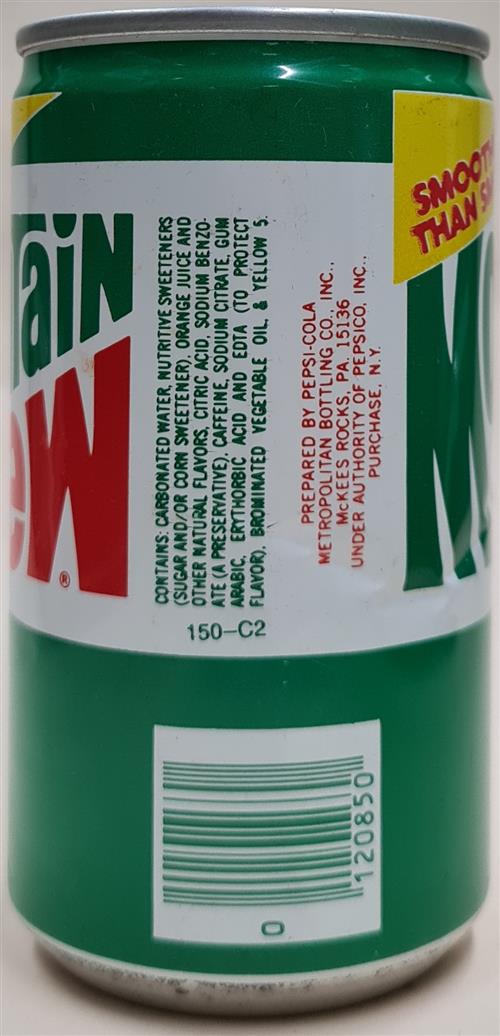 tain
ew®
CONTAINS: CARBONATED WATER, NUTRITIVE SWEETENERS
(SUGAR AND/OR CORN SWEETENER), ORANGE JUICE AND
OTHER NATURAL FLAVORS, CITRIC ACID, SODIUM BENZO-
ATE (A PRESERVATIVE), CAFFEINE, SODIUM CITRATE, GUM
ARABIC, ERYTHORBIC ACID AND EDTA (TO PROTECT
FLAVOR), BROMINATED VEGETABLE OIL, & YELLOW 5.
150-C2
PREPARED BY PEPSI-COLA
METROPOLITAN BOTTLING CO., INC.,
McKEES ROCKS, PA. 15136
UNDER AUTHORITY OF PEPSICO, INC.,
PURCHASE, N.Y.
SMOOT
THAN S
M
0 120850